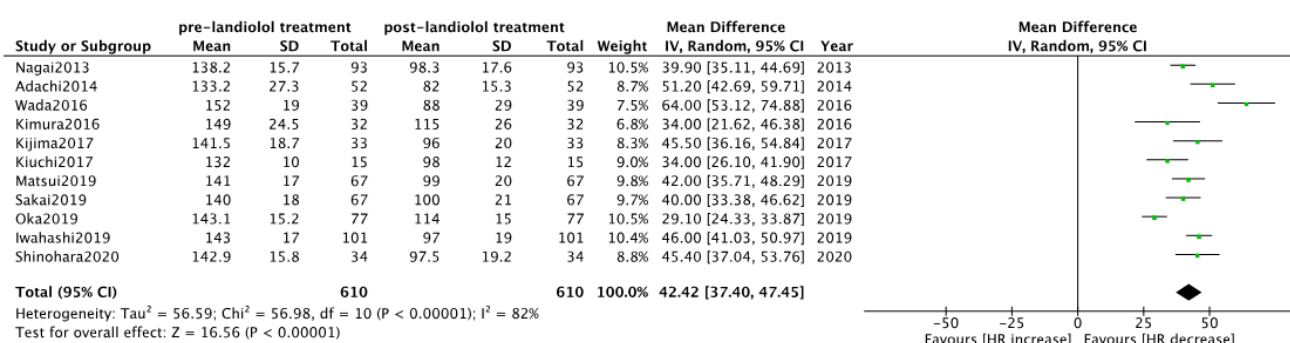 pre-landiolol treatment post-landiolol treatment Mean Difference Mean Difference
Study or Subgroup Mean SD Total Mean SD Total Weight IV, Random, 95% CI Year IV, Random, 95% CI
Nagai2013 138.2 15.7 93 98.3 17.6 93 10.5% 39.90 [35.11, 44.69] 2013
Adachi2014 133.2 27.3 52 82 15.3 52 8.7% 51.20 [42.69, 59.71] 2014
Wada2016 152 19 39 88 29 39 7.5% 64.00 [53.12, 74.88] 2016
Kimura2016 149 24.5 32 115 26 32 6.8% 34.00 [21.62, 46.38] 2016
Kijima2017 141.5 18.7 33 96 20 33 8.3% 45.50 [36.16, 54.84] 2017
Kiuchi2017 132 10 15 98 12 15 9.0% 34.00 [26.10, 41.90] 2017
Matsui2019 141 17 67 99 20 67 9.8% 42.00 [35.71, 48.29] 2019
Sakai2019 140 18 67 100 21 67 9.7% 40.00 [33.38, 46.62] 2019
Oka2019 143.1 15.2 77 114 15 77 10.5% 29.10 [24.33, 33.87] 2019
Iwahashi2019 143 17 101 97 19 101 10.4% 46.00 [41.03, 50.97] 2019
Shinohara2020 142.9 15.8 34 97.5 19.2 34 8.8% 45.40 [37.04, 53.76] 2020
Total (95% CI) 610 610 100.0% 42.42 [37.40, 47.45]
Heterogeneity: Tau² = 56.59; Chi² = 56.98, df = 10 (P < 0.00001); I² = 82%
Test for overall effect: Z = 16.56 (P < 0.00001)
-50 -25 0 25 50
Favours [HR increase] Favours [HR decrease]